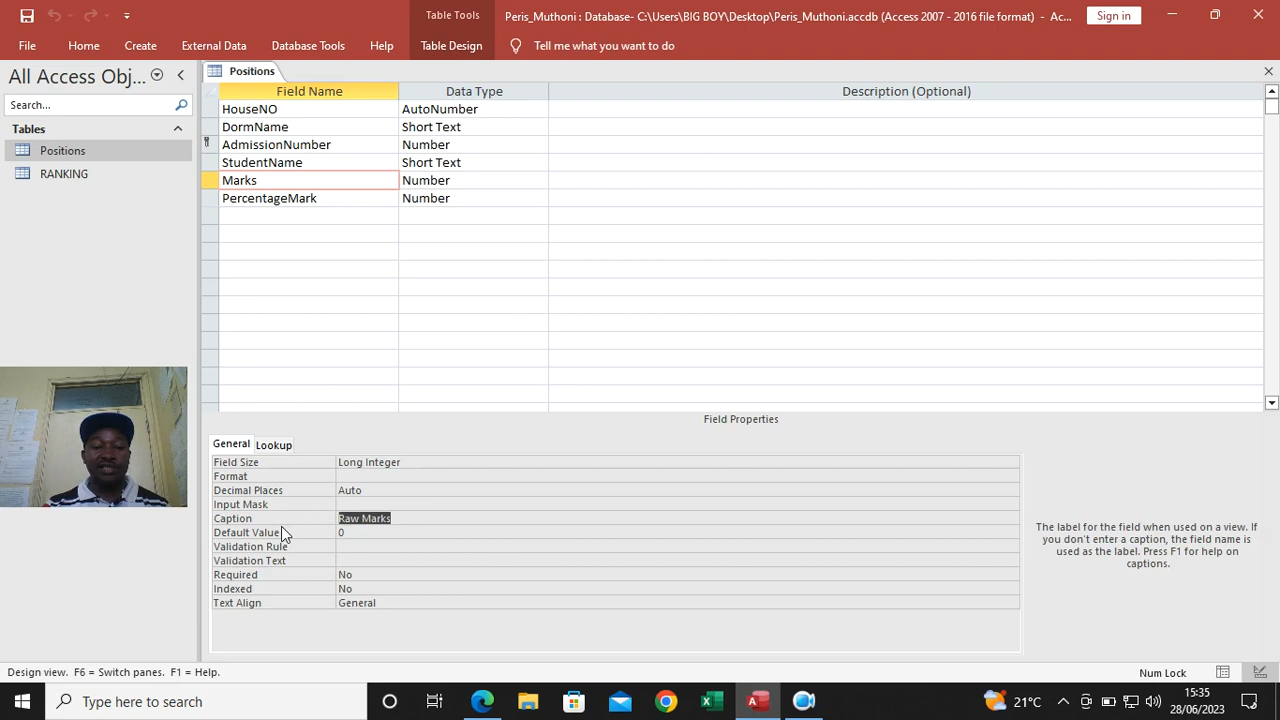 Table Tools
Peris_Muthoni : Database- C:\Users\BIG BOY\Desktop\Peris_Muthoni.accdb (Access 2007 - 2016 file format) - Ac...
Sign in
File
Home
Create
External Data
Database Tools
Help
Table Design
Tell me what you want to do
All Access Obj...
Search...
Tables
Positions
RANKING
Positions
Field Name Data Type Description (Optional)
HouseNO AutoNumber
DormName Short Text
AdmissionNumber Number
StudentName Short Text
Marks Number
PercentageMark Number
Field Properties
General Lookup
Field Size Long Integer
Format
Decimal Places Auto
Input Mask
Caption Raw Marks
Default Value 0
Validation Rule
Validation Text
Required No
Indexed No
Text Align General
The label for the field when used on a view. If
you don't enter a caption, the field name is
used as the label. Press F1 for help on
captions.
Design view. F6 = Switch panes. F1 = Help.
Num Lock
Type here to search
21°C
15:35
28/06/2023